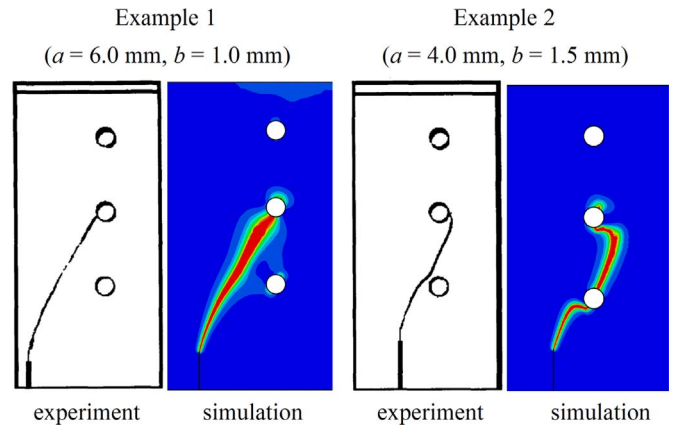 Example 1
(a = 6.0 mm, b = 1.0 mm)
Example 2
(a = 4.0 mm, b = 1.5 mm)
experiment
simulation
experiment
simulation